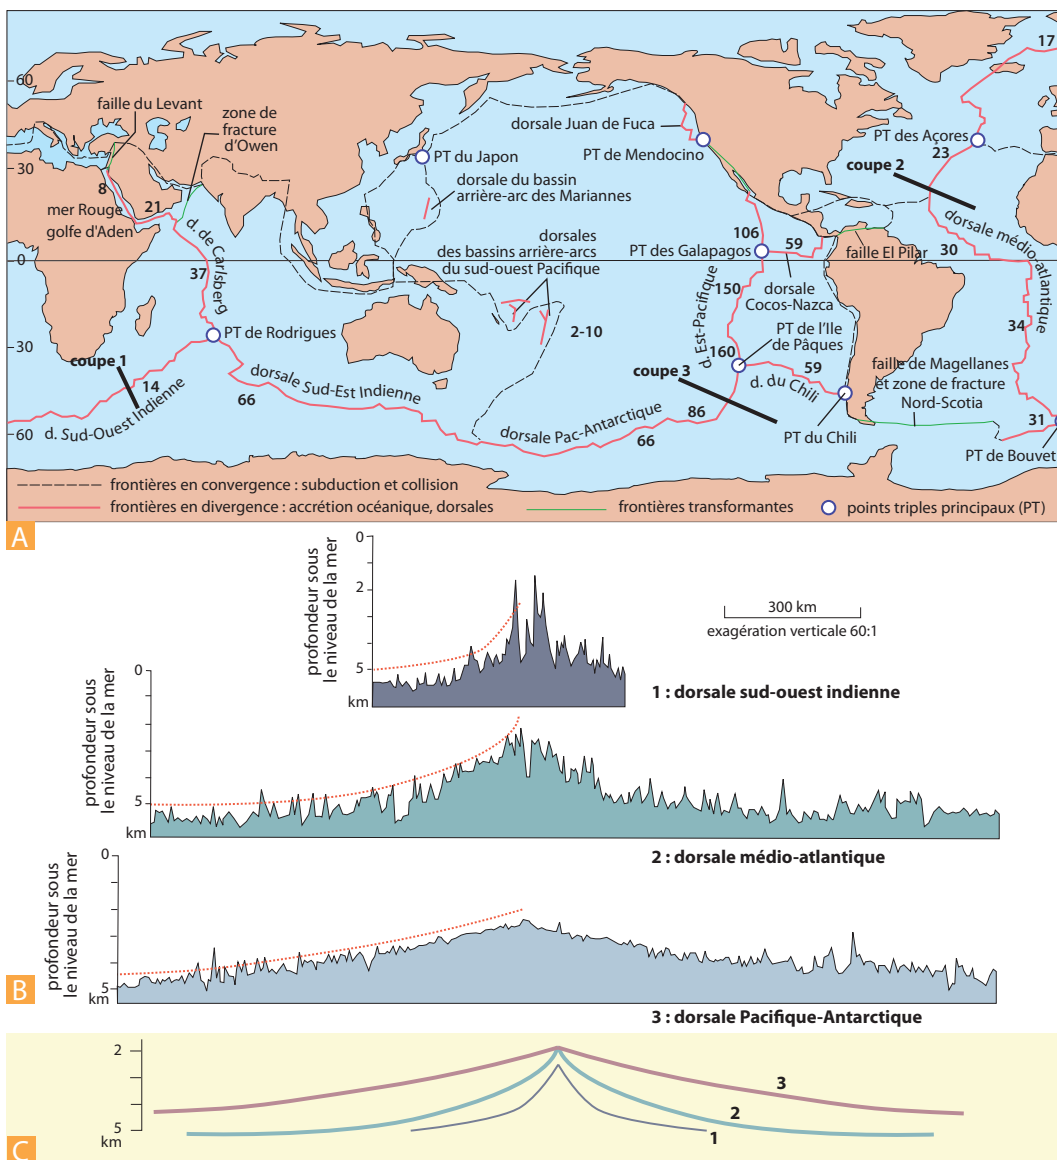 17
60
faille du Levant
zone de
fracture
d'Owen
dorsale Juan de Fuca
PT des Açores
PT du Japon
PT de Mendocino
23
coupe 2
30
8
dorsale du bassin
arrière-arc des Mariannes
mer Rouge
21
golfe d'Aden
d. de Carlsberg
dorsales
des bassins arrière-arcs
du sud-ouest Pacifique
106
PT des Galapagos
59
faille El Pilar
30
dorsale médio-atlantique
0
37
150
dorsale
Cocos-Nazca
d. Est-Pacifique
PT de Rodrigues
2-10
PT de l'Ile
de Pâques
34
30
coupe 1
160
59
d. du Chili
faille de Magellanes
et zone de fracture
Nord-Scotia
14
d. Sud-Ouest Indienne
66
dorsale Sud-Est Indienne
coupe 3
86
dorsale Pac-Antarctique
66
PT du Chili
31
60
PT de Bouvet
frontières en convergence : subduction et collision
frontières en divergence : accrétion océanique, dorsales
frontières transformantes
points triples principaux (PT)
A
profondeur sous
le niveau de la mer
0
2
5
km
300 km
exagération verticale 60:1
1 : dorsale sud-ouest indienne
profondeur sous
le niveau de la mer
0
5
km
2 : dorsale médio-atlantique
profondeur sous
le niveau de la mer
0
5
km
B
3 : dorsale Pacifique-Antarctique
2
5
km
3
2
1
C